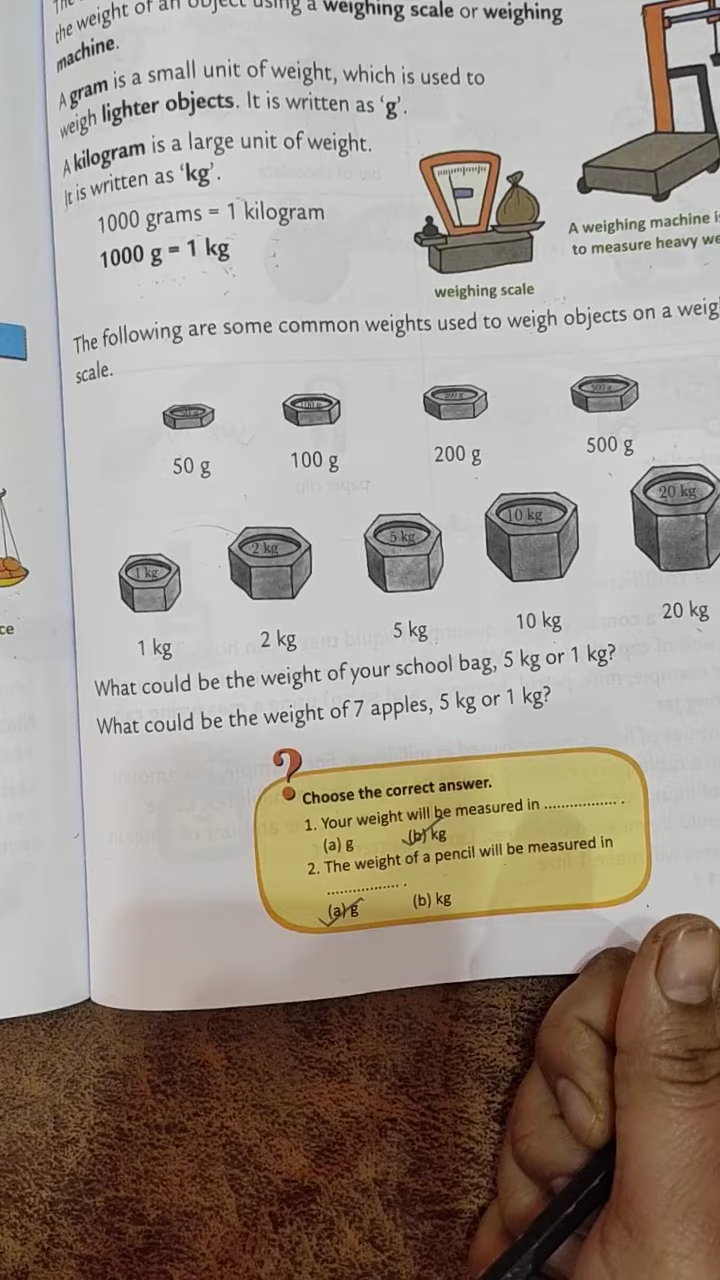 the weight of an object using a weighing scale or weighing
machine.
A gram is a small unit of weight, which is used to
weigh lighter objects. It is written as ‘g’.
A kilogram is a large unit of weight.
It is written as ‘kg’.
1000 grams = 1 kilogram
1000 g = 1 kg
weighing scale
A weighing machine is
to measure heavy we
The following are some common weights used to weigh objects on a weig
scale.
50 g
100 g
200 g
500 g
50 g 100 g 200 g 500 g
1 kg
2 kg
5 kg
10 kg
20 kg
1 kg 2 kg 5 kg 10 kg 20 kg
What could be the weight of your school bag, 5 kg or 1 kg?
What could be the weight of 7 apples, 5 kg or 1 kg?
?
Choose the correct answer.
1. Your weight will be measured in ................. .
(a) g (b) kg
2. The weight of a pencil will be measured in
................. .
(a) g (b) kg
ce